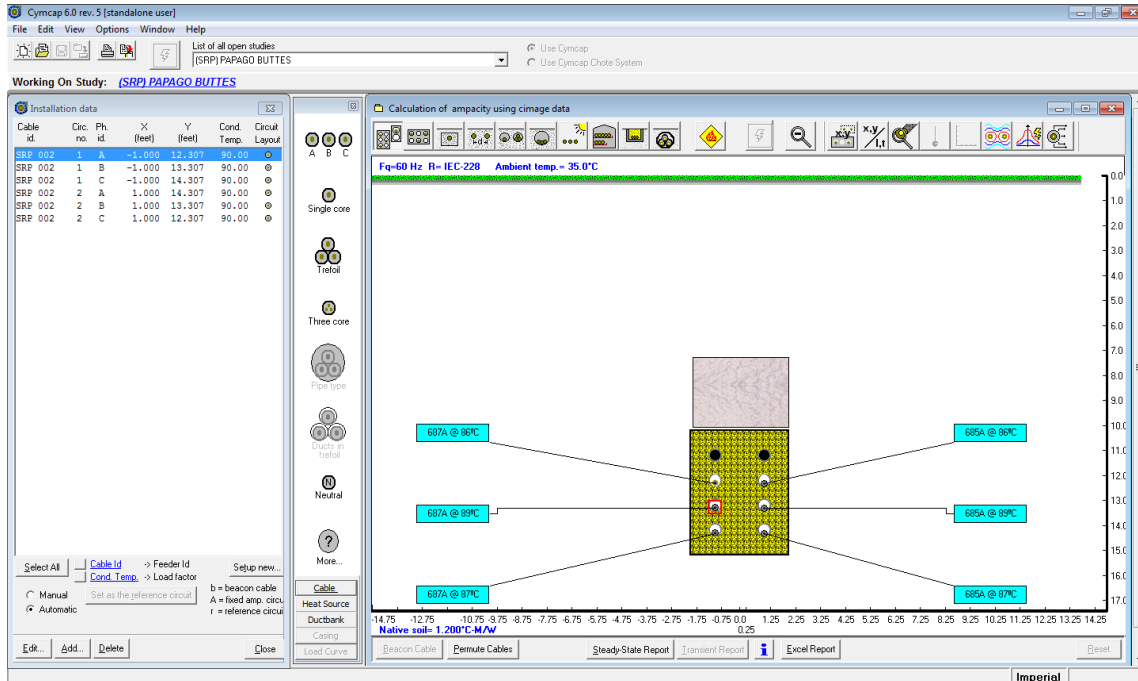 Cymcap 6.0 rev. 5 [standalone user]
File Edit View Options Window Help
List of all open studies
(SRP) PAPAGO BUTTES
Use Cymcap
Use Cymcap Chote System
Working On Study: (SRP) PAPAGO BUTTES
Installation data
Cable id. Circ. no. Ph. id. X (feet) Y (feet) Cond. Temp. Circuit Layout
SRP 002 1 A -1.000 12.307 90.00
SRP 002 1 B -1.000 13.307 90.00
SRP 002 1 C -1.000 14.307 90.00
SRP 002 2 A 1.000 14.307 90.00
SRP 002 2 B 1.000 13.307 90.00
SRP 002 2 C 1.000 12.307 90.00
Select All
Cable Id -> Feeder Id
Cond. Temp. -> Load factor
Setup new...
Manual
Automatic
Set as the reference circuit
b = beacon cable
A = fixed amp. circu
r = reference circui
Edit... Add... Delete Close
A B C
Single core
Trefoil
Three core
Pipe type
Ducts in trefoil
N
Neutral
?
More...
Cable
Heat Source
Ductbank
Casing
Load Curve
Calculation of ampacity using cimage data
x,y
x,y/I,t
Fq=60 Hz R= IEC-228 Ambient temp.= 35.0°C
0.0
1.0
2.0
3.0
4.0
5.0
6.0
7.0
8.0
9.0
10.0
11.0
12.0
13.0
14.0
15.0
16.0
17.0
687A @ 86°C
685A @ 86°C
687A @ 89°C
685A @ 89°C
687A @ 87°C
685A @ 87°C
-14.75 -12.75 -10.75 -9.75 -8.75 -7.75 -6.75 -5.75 -4.75 -3.75 -2.75 -1.75 -0.75 0.0 1.25 2.25 3.25 4.25 5.25 6.25 7.25 8.25 9.25 10.25 11.25 12.25 13.25 14.25
0.25
Native soil= 1.200°C-M/W
Beacon Cable Permute Cables Steady-State Report Transient Report i Excel Report Reset
Imperial